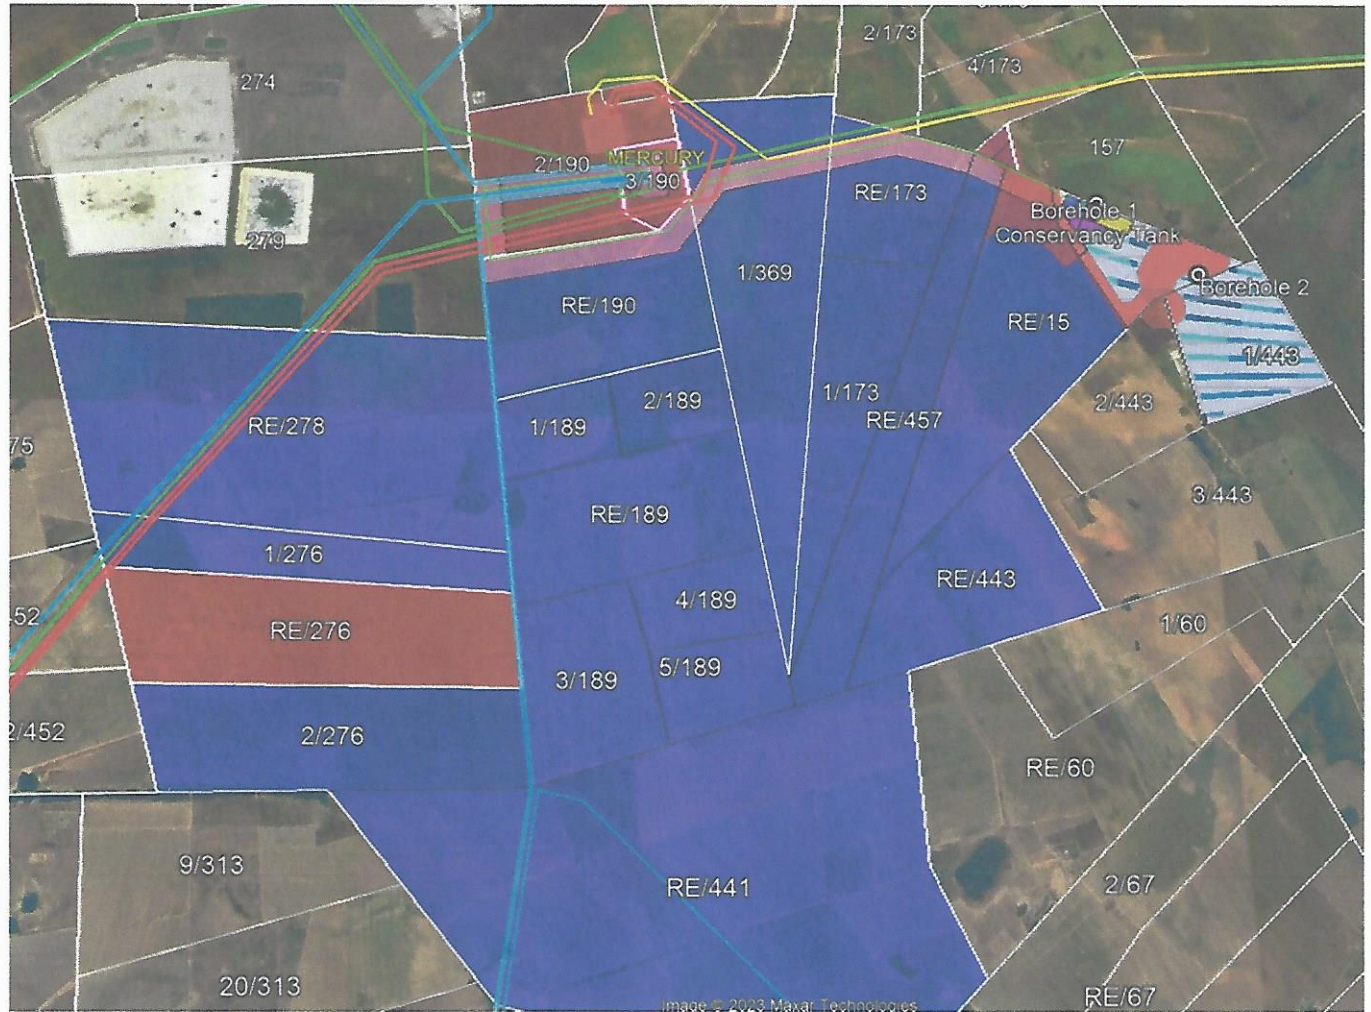 2/173
4/173
274
157
2/190
MERCURY
3/190
RE/173
Borehole 1
Conservancy Tank
279
1/369
Borehole 2
RE/190
RE/15
1/443
1/173
2/189
2/443
RE/457
1/189
RE/278
75
3/443
RE/189
1/276
RE/443
4/189
52
RE/276
1/60
5/189
3/189
2/452
2/276
RE/60
9/313
RE/441
2/67
20/313
RE/67
Image © 2023 Maxar Technologies